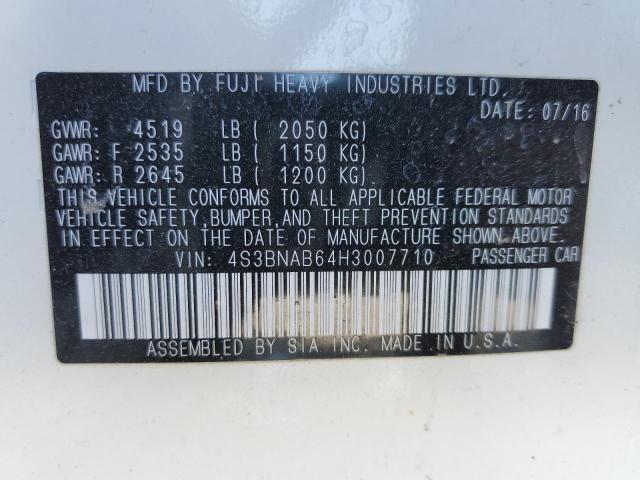 MFD BY FUJI HEAVY INDUSTRIES LTD.
DATE: 07/16
GVWR: 4519 LB ( 2050 KG)
GAWR: F 2535 LB ( 1150 KG)
GAWR: R 2645 LB ( 1200 KG)
THIS VEHICLE CONFORMS TO ALL APPLICABLE FEDERAL MOTOR
VEHICLE SAFETY, BUMPER, AND THEFT PREVENTION STANDARDS
IN EFFECT ON THE DATE OF MANUFACTURE SHOWN ABOVE.
VIN: 4S3BNAB64H3007710 PASSENGER CAR
ASSEMBLED BY SIA INC. MADE IN U.S.A.